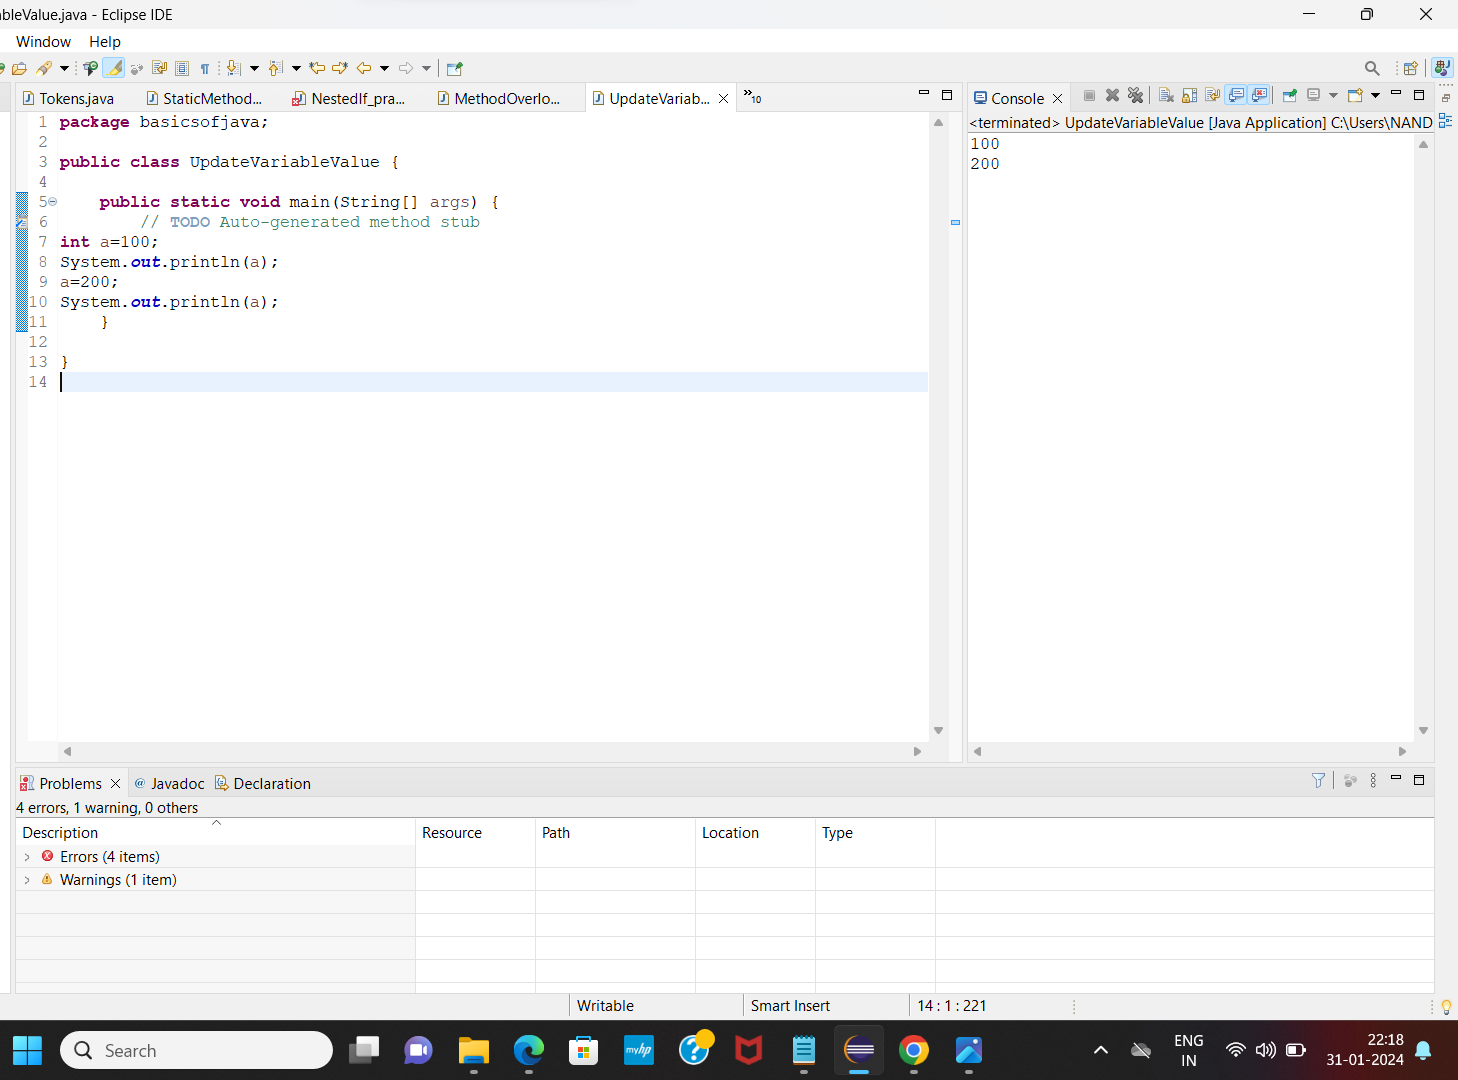 bleValue.java - Eclipse IDE
Window Help
Tokens.java StaticMethod... NestedIf_pra... MethodOverlo... UpdateVariab... »10
1 package basicsofjava;
2
3 public class UpdateVariableValue {
4
5 public static void main(String[] args) {
6 // TODO Auto-generated method stub
7 int a=100;
8 System.out.println(a);
9 a=200;
10 System.out.println(a);
11 }
12
13 }
14
Console
<terminated> UpdateVariableValue [Java Application] C:\Users\NAND
100
200
Problems @ Javadoc Declaration
4 errors, 1 warning, 0 others
Description Resource Path Location Type
Errors (4 items)
Warnings (1 item)
Writable Smart Insert 14 : 1 : 221
Search
myhp
ENG
IN
22:18
31-01-2024